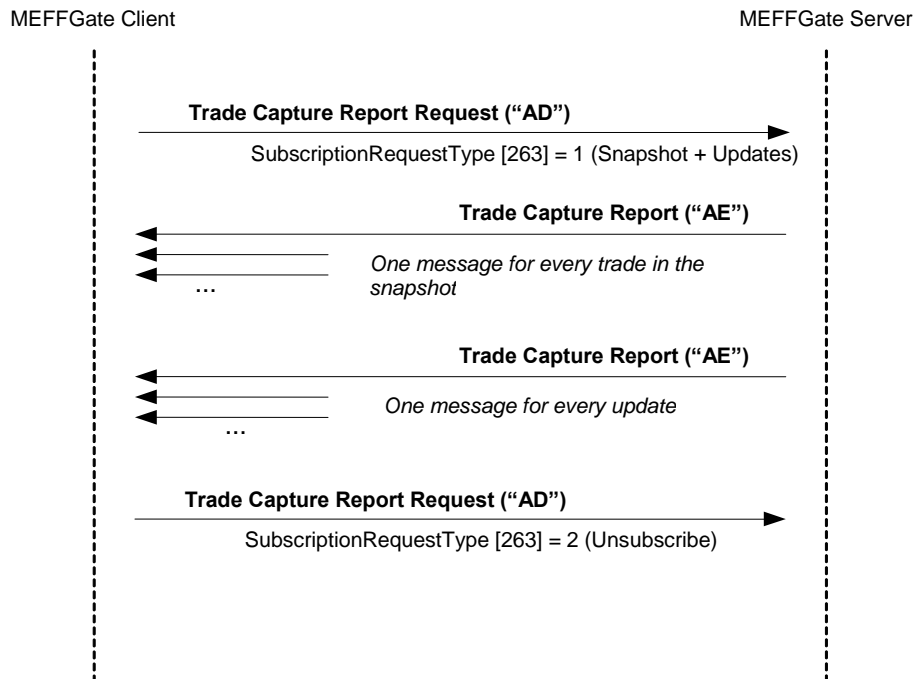 MEFFGate Client
MEFFGate Server
Trade Capture Report Request (“AD”)
SubscriptionRequestType [263] = 1 (Snapshot + Updates)
Trade Capture Report (“AE”)
One message for every trade in the
snapshot
...
Trade Capture Report (“AE”)
One message for every update
...
Trade Capture Report Request (“AD”)
SubscriptionRequestType [263] = 2 (Unsubscribe)